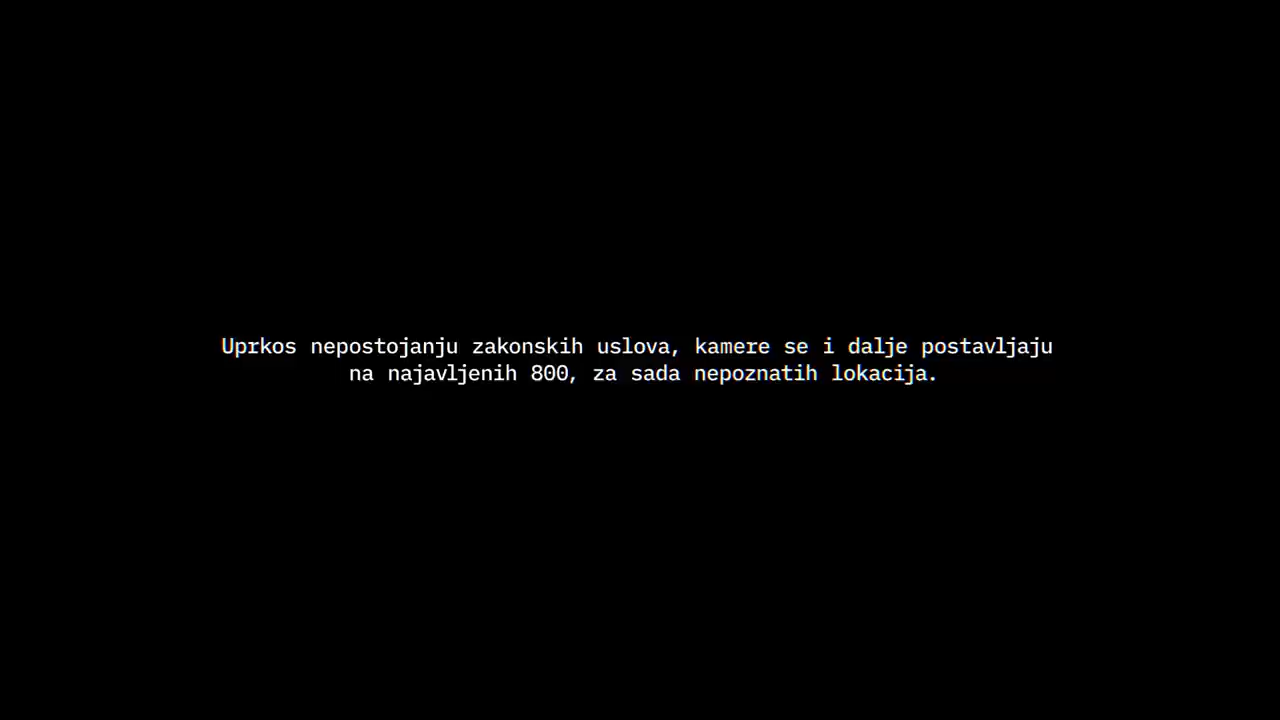 Uprkos nepostojanju zakonskih uslova, kamere se i dalje postavljaju
na najavljenih 800, za sada nepoznatih lokacija.